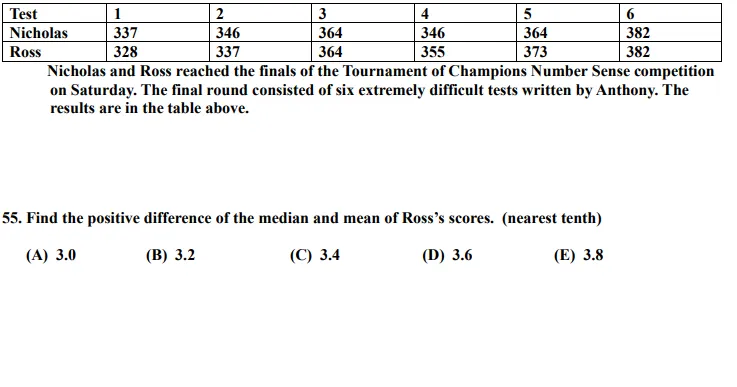 Test 1 2 3 4 5 6
Nicholas 337 346 364 346 364 382
Ross 328 337 364 355 373 382
Nicholas and Ross reached the finals of the Tournament of Champions Number Sense competition
on Saturday. The final round consisted of six extremely difficult tests written by Anthony. The
results are in the table above.
55. Find the positive difference of the median and mean of Ross’s scores. (nearest tenth)
(A) 3.0 (B) 3.2 (C) 3.4 (D) 3.6 (E) 3.8